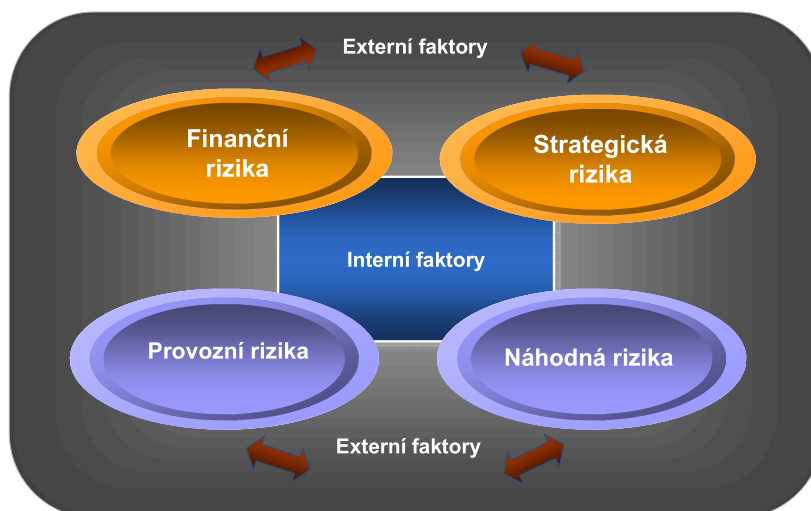 Externí faktory
Finanční
rizika
Strategická
rizika
Interní faktory
Provozní rizika
Náhodná rizika
Externí faktory